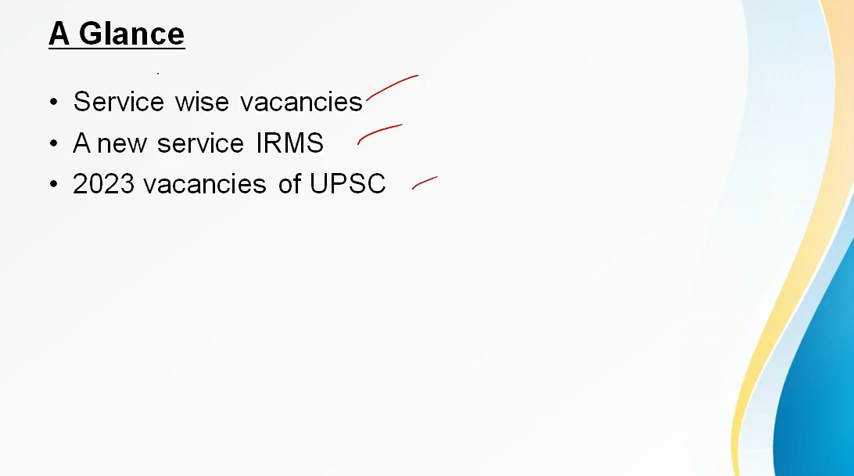 A Glance
• Service wise vacancies
• A new service IRMS
• 2023 vacancies of UPSC